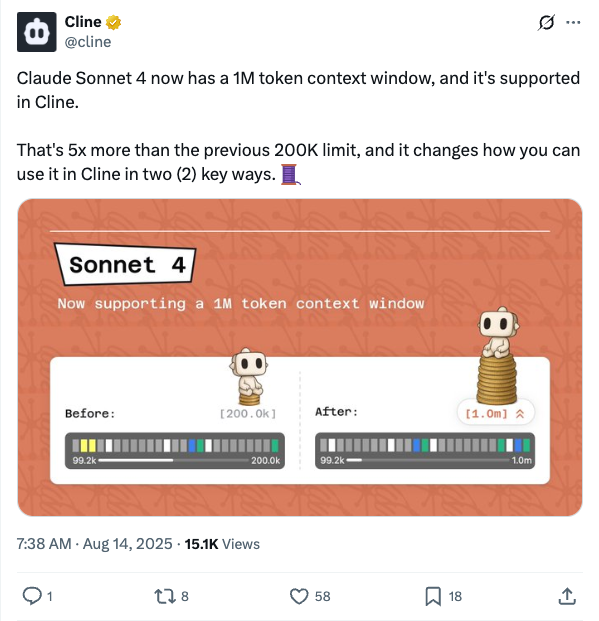 Cline
@cline
Claude Sonnet 4 now has a 1M token context window, and it's supported
in Cline.
That's 5x more than the previous 200K limit, and it changes how you can
use it in Cline in two (2) key ways. 🧵
Sonnet 4
Now supporting a 1M token context window
Before:
[200.0k]
99.2k
200.0k
After:
[1.0m]
99.2k
1.0m
7:38 AM · Aug 14, 2025 · 15.1K Views
1
8
58
18